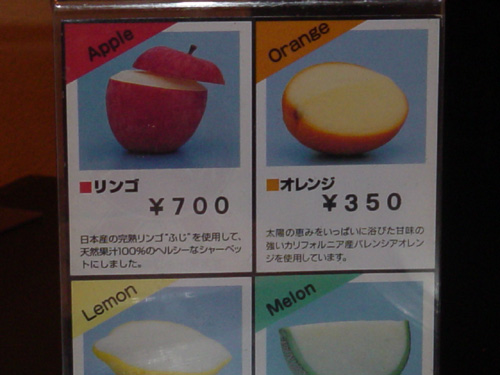 Apple
Orange
■リンゴ
¥700
■オレンジ
¥350
日本産の完熟リンゴ"ふじ"を使用して、
天然果汁100%のヘルシーなシャーベッ
トにしました。
太陽の恵みをいっぱいに浴びた甘味の
強いカリフォルニア産バレンシアオレン
ジを使用しています。
Lemon
Melon